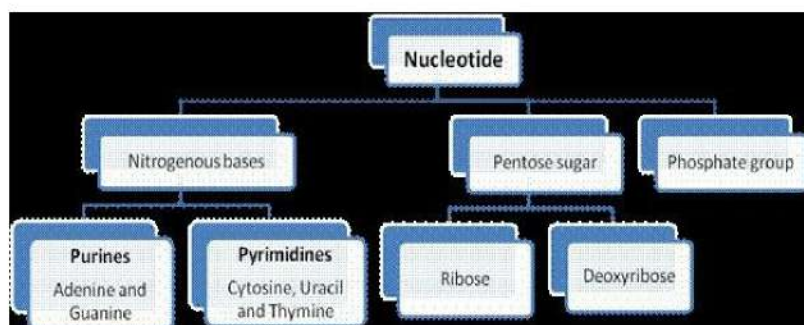 Nucleotide
Nitrogenous bases
Pentose sugar
Phosphate group
Purines
Adenine and
Guanine
Pyrimidines
Cytosine, Uracil
and Thymine
Ribose
Deoxyribose